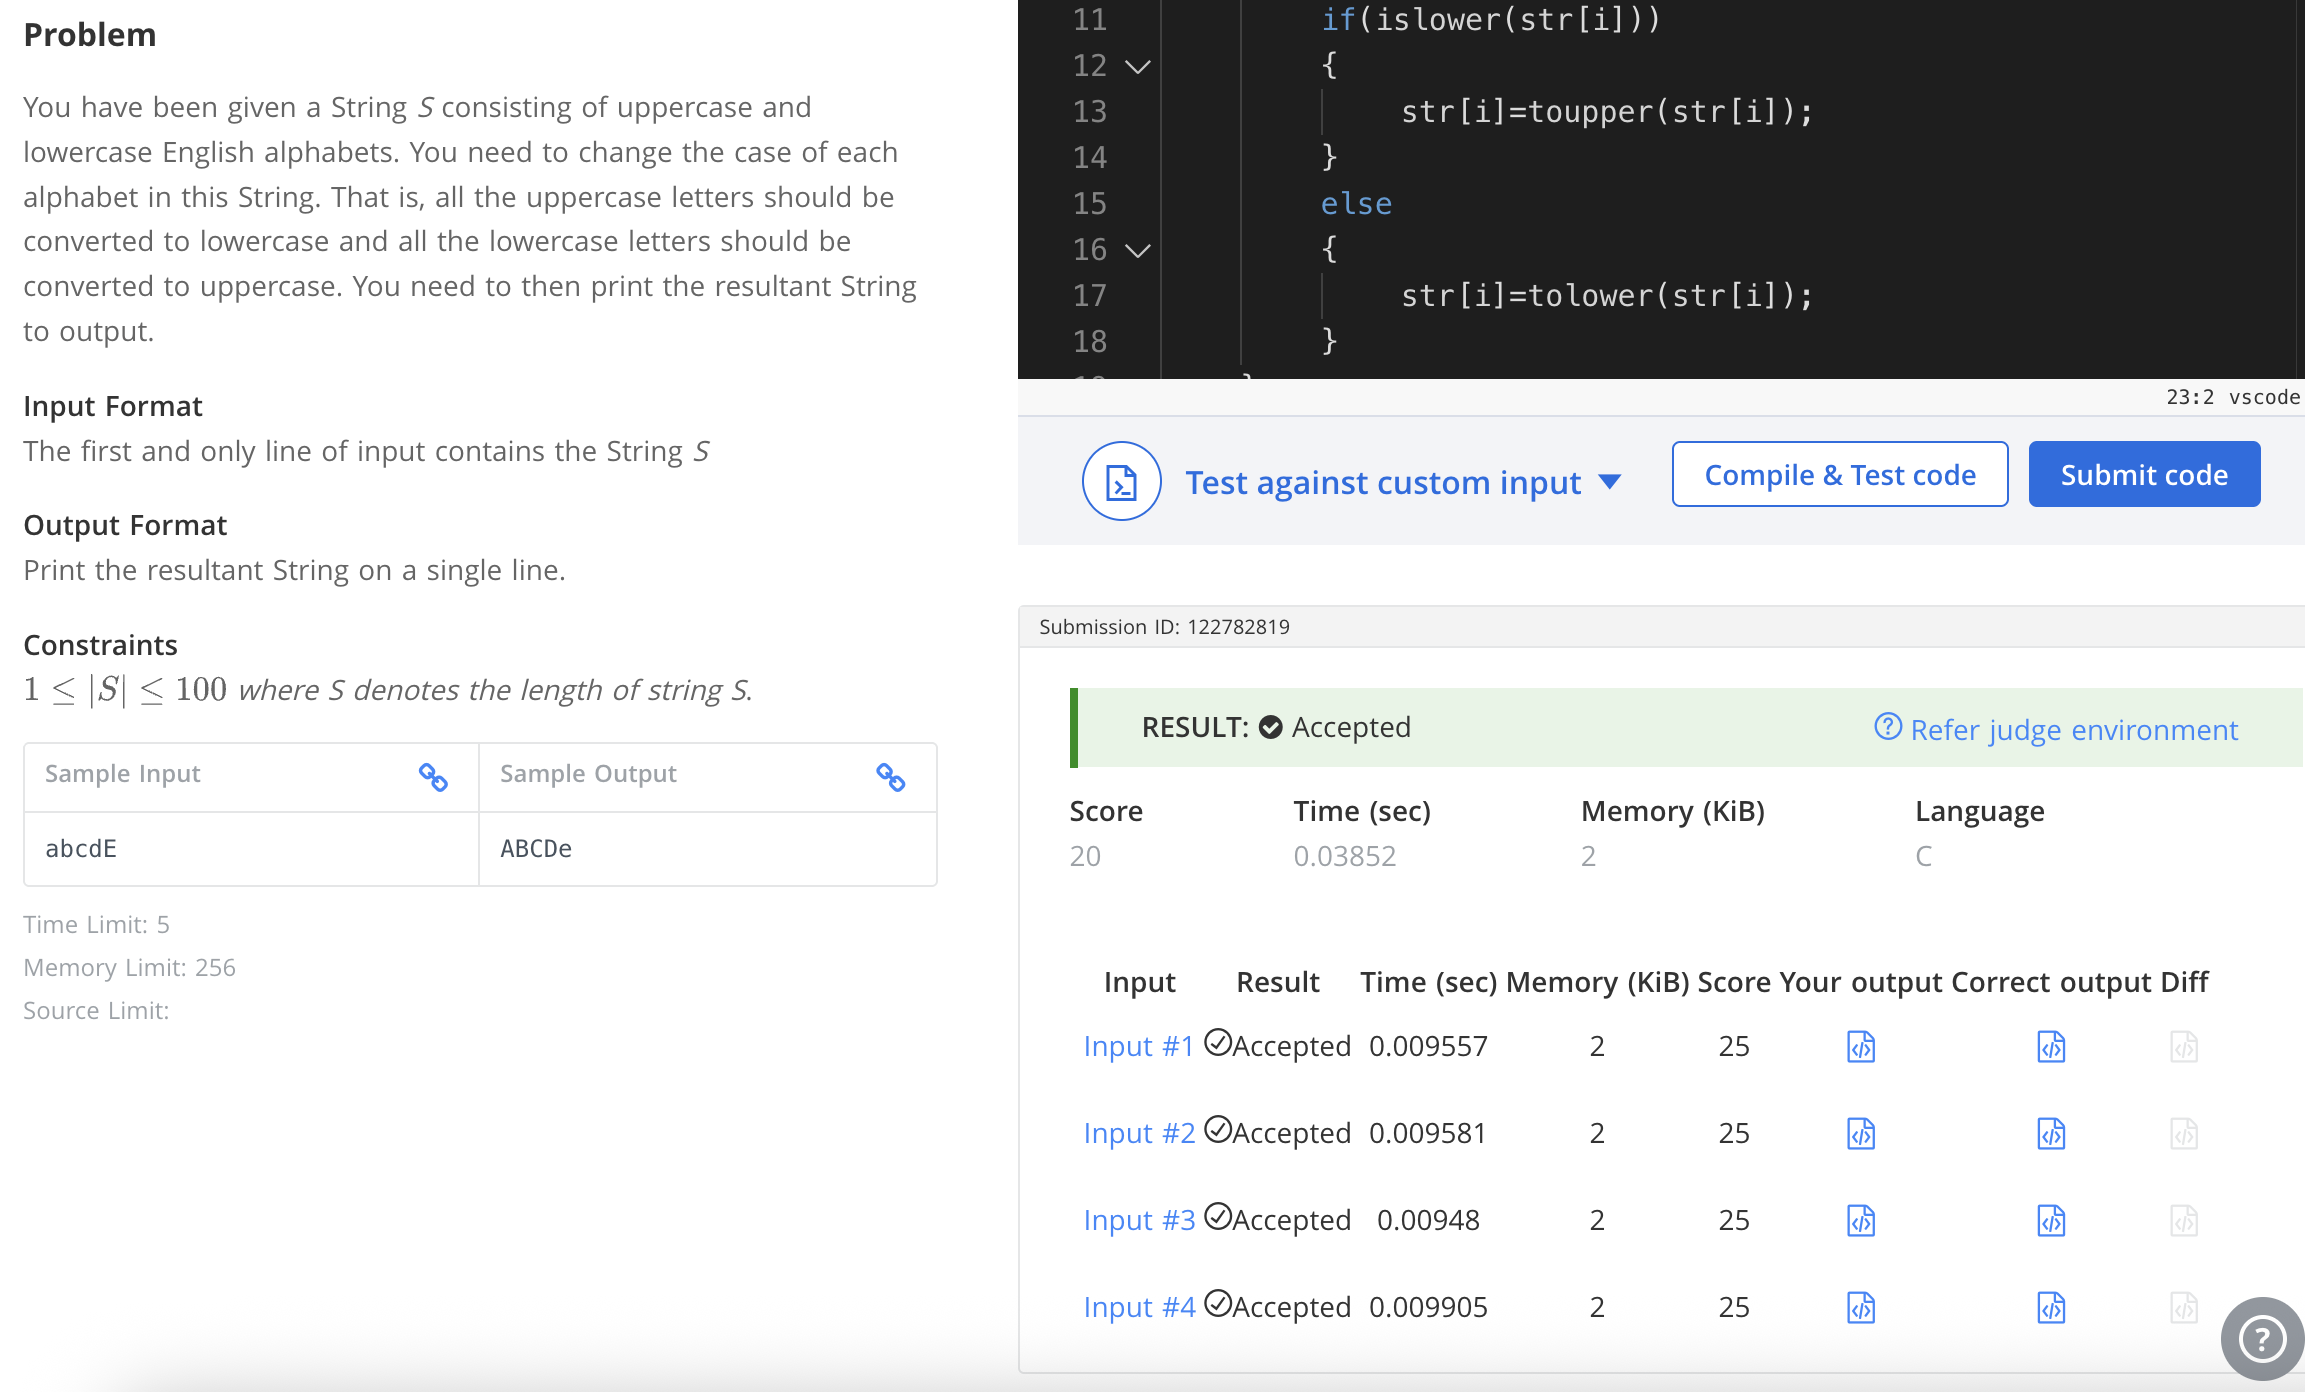 Problem
You have been given a String S consisting of uppercase and
lowercase English alphabets. You need to change the case of each
alphabet in this String. That is, all the uppercase letters should be
converted to lowercase and all the lowercase letters should be
converted to uppercase. You need to then print the resultant String
to output.
Input Format
The first and only line of input contains the String S
Output Format
Print the resultant String on a single line.
Constraints
1 ≤ |S| ≤ 100 where S denotes the length of string S.
Sample Input
Sample Output
abcdE
ABCDe
Time Limit: 5
Memory Limit: 256
Source Limit:
11 if(islower(str[i]))
12 {
13 str[i]=toupper(str[i]);
14 }
15 else
16 {
17 str[i]=tolower(str[i]);
18 }
23:2 vscode
Test against custom input
Compile & Test code
Submit code
Submission ID: 122782819
RESULT: Accepted
Refer judge environment
Score Time (sec) Memory (KiB) Language
20 0.03852 2 C
Input Result Time (sec) Memory (KiB) Score Your output Correct output Diff
Input #1 Accepted 0.009557 2 25
Input #2 Accepted 0.009581 2 25
Input #3 Accepted 0.00948 2 25
Input #4 Accepted 0.009905 2 25